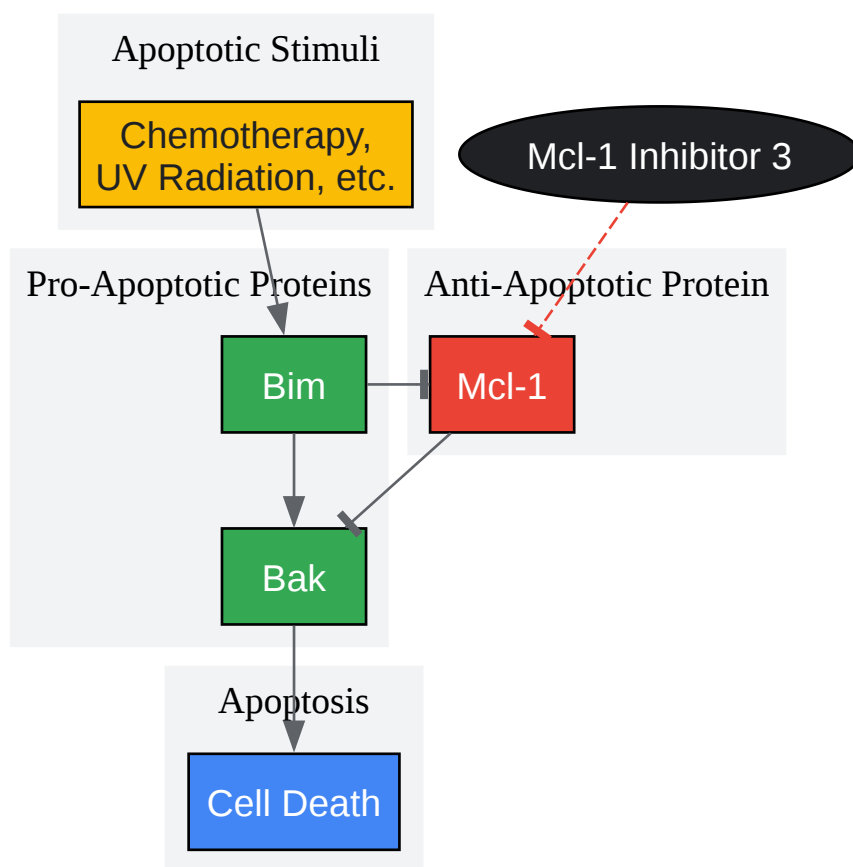 Apoptotic Stimuli
Chemotherapy,
UV Radiation, etc.
Mcl-1 Inhibitor 3
Pro-Apoptotic Proteins
Anti-Apoptotic Protein
Bim
Mcl-1
Bak
Apoptosis
Cell Death